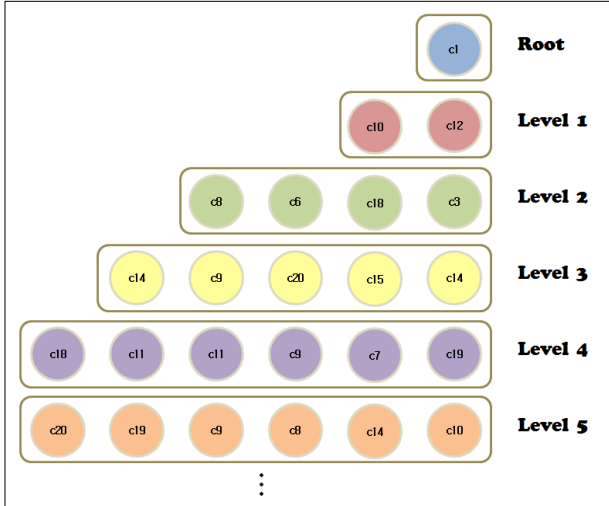 c1 Root
c10 c12 Level 1
c8 c6 c18 c3 Level 2
c14 c9 c20 c15 c14 Level 3
c18 c11 c11 c9 c7 c19 Level 4
c20 c19 c9 c8 c14 c10 Level 5